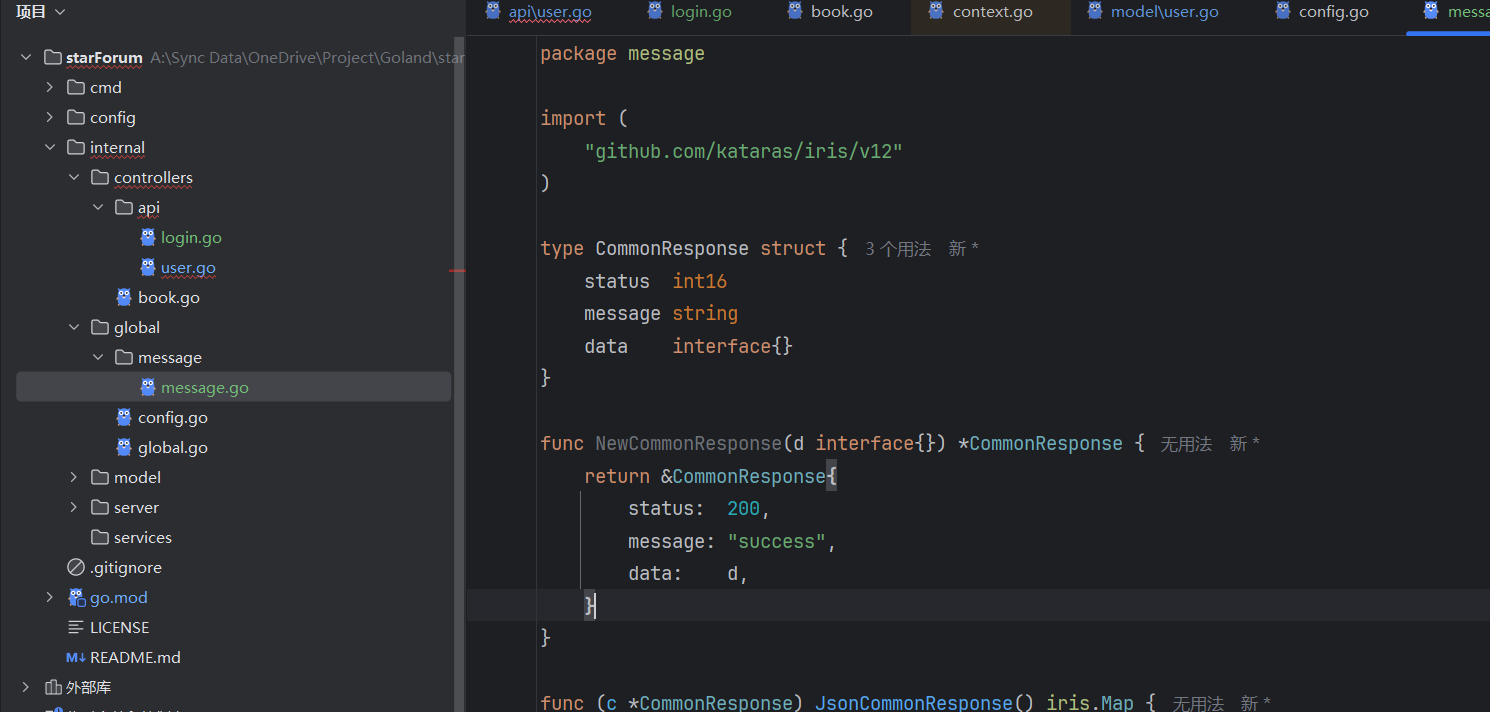 项目
api\user.go login.go book.go context.go model\user.go config.go
starForum A:\Sync Data\OneDrive\Project\Goland\star
cmd
config
internal
controllers
api
login.go
user.go
book.go
global
message
message.go
config.go
global.go
model
server
services
.gitignore
go.mod
LICENSE
M↓ README.md
外部库
package message
import (
"github.com/kataras/iris/v12"
)
type CommonResponse struct { 3 个用法 新 *
status int16
message string
data interface{}
}
func NewCommonResponse(d interface{}) *CommonResponse { 无用法 新 *
return &CommonResponse{
status: 200,
message: "success",
data: d,
}
}
func (c *CommonResponse) JsonCommonResponse() iris.Map { 无用法 新 *